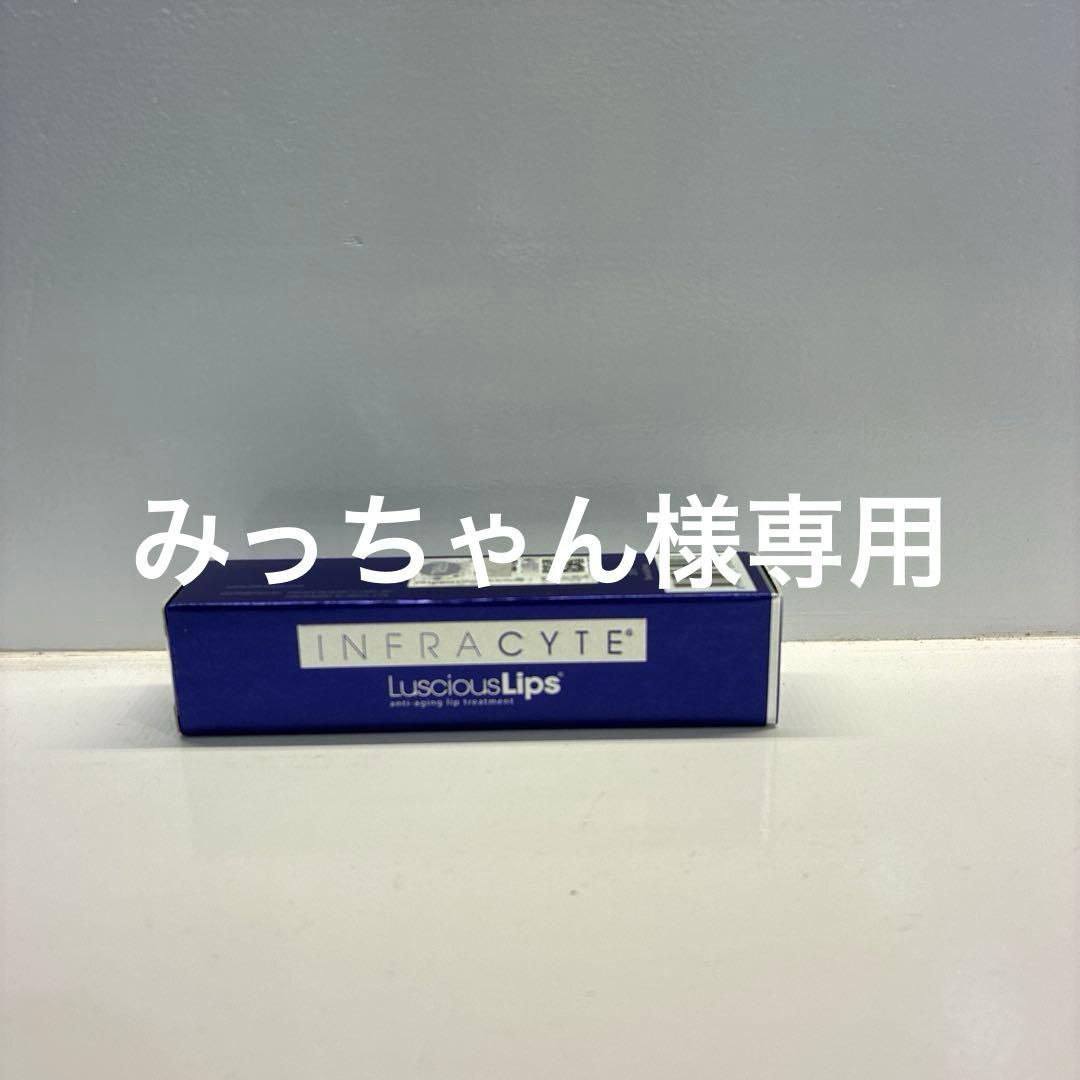 みっちゃん様専用
INFRACYTE®
LusciousLips®
anti-aging lip treatment